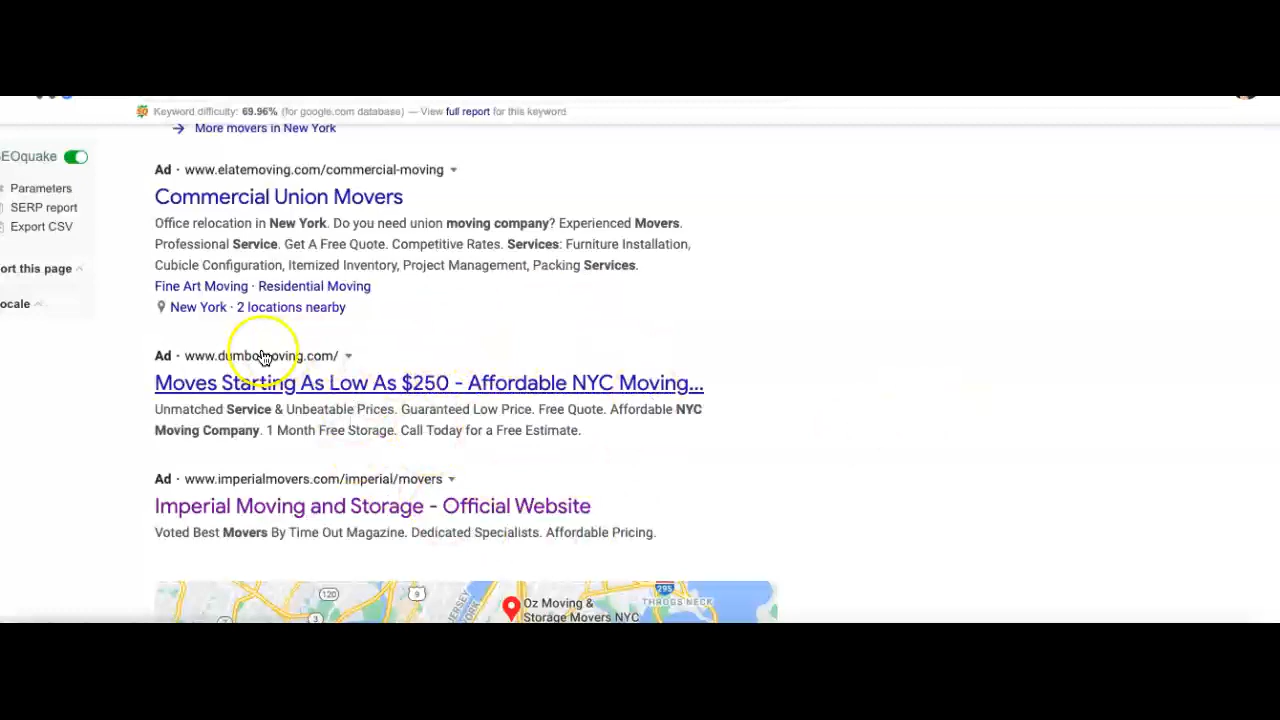 Keyword difficulty: 69.96% (for google.com database) — View full report for this keyword
More movers in New York
EOquake
Parameters
SERP report
Export CSV
ort this page
ocale
Ad · www.elatemoving.com/commercial-moving
Commercial Union Movers
Office relocation in New York. Do you need union moving company? Experienced Movers.
Professional Service. Get A Free Quote. Competitive Rates. Services: Furniture Installation,
Cubicle Configuration, Itemized Inventory, Project Management, Packing Services.
Fine Art Moving · Residential Moving
New York · 2 locations nearby
Ad · www.dumbomoving.com/
Moves Starting As Low As $250 - Affordable NYC Moving...
Unmatched Service & Unbeatable Prices. Guaranteed Low Price. Free Quote. Affordable NYC
Moving Company. 1 Month Free Storage. Call Today for a Free Estimate.
Ad · www.imperialmovers.com/imperial/movers
Imperial Moving and Storage - Official Website
Voted Best Movers By Time Out Magazine. Dedicated Specialists. Affordable Pricing.
120
9
295
JERSEY
THROGS NECK
Oz Moving &
Storage Movers NYC